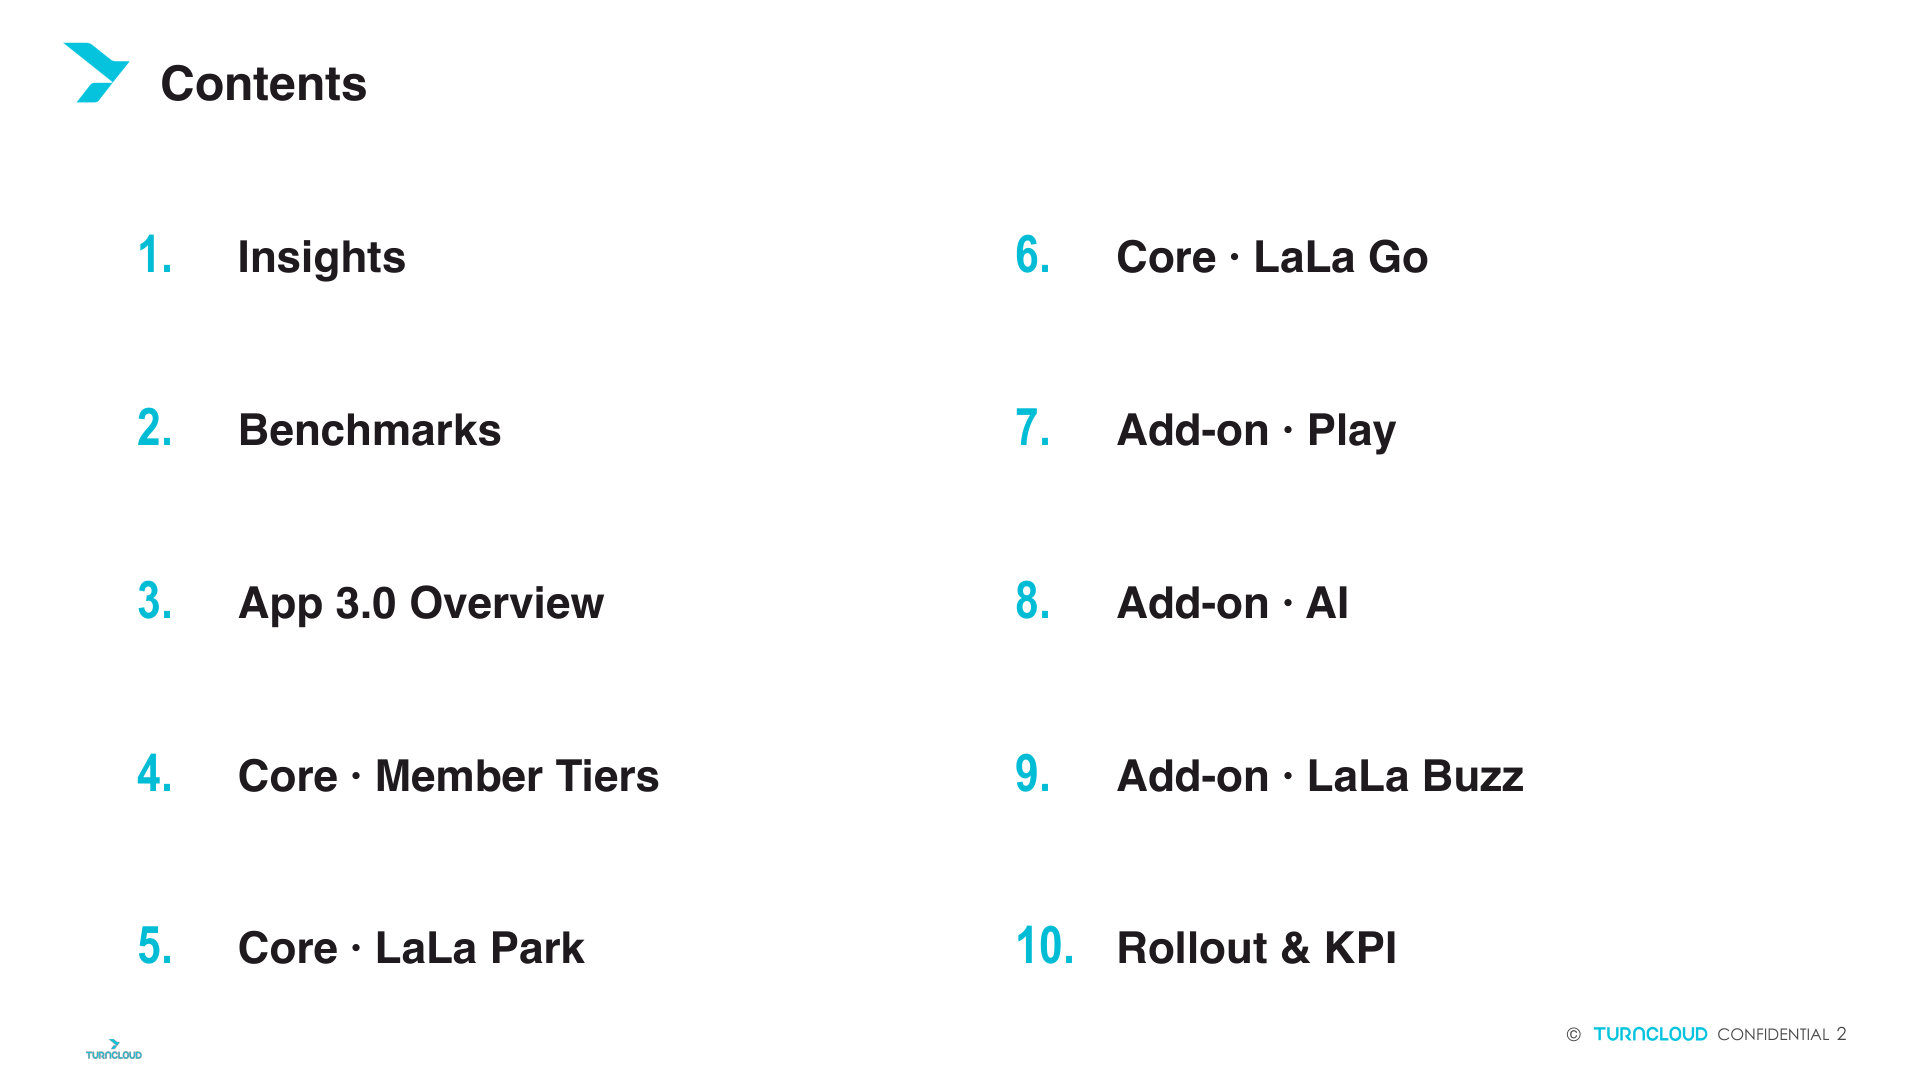 Contents
1. Insights
2. Benchmarks
3. App 3.0 Overview
4. Core · Member Tiers
5. Core · LaLa Park
6. Core · LaLa Go
7. Add-on · Play
8. Add-on · AI
9. Add-on · LaLa Buzz
10. Rollout & KPI
TURNCLOUD
© TURNCLOUD CONFIDENTIAL 2